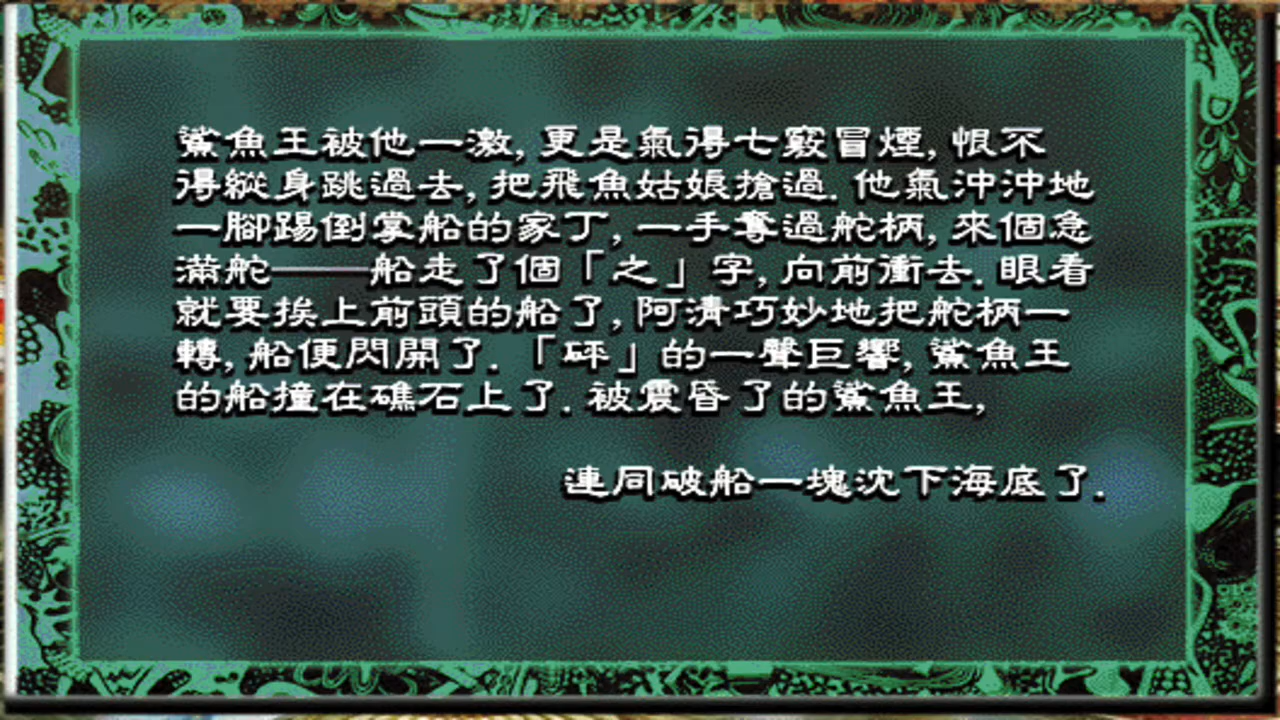 鯊魚王被他一激,更是氣得七竅冒煙,恨不
得縱身跳過去,把飛魚姑娘搶過.他氣沖沖地
一腳踢倒掌船的家丁,一手奪過舵柄,來個急
滿舵——船走了個「之」字,向前衝去.眼看
就要挨上前頭的船了,阿清巧妙地把舵柄一
轉,船便閃開了.「砰」的一聲巨響,鯊魚王
的船撞在礁石上了.被震昏了的鯊魚王,
連同破船一塊沈下海底了.